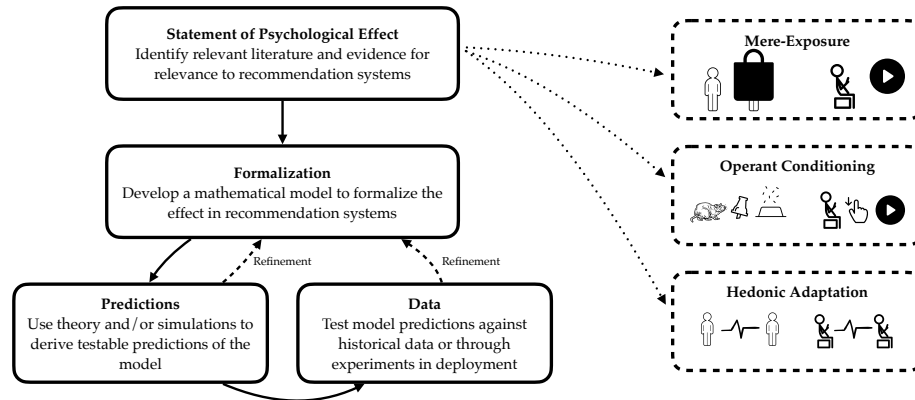 Statement of Psychological Effect
Identify relevant literature and evidence for
relevance to recommendation systems
Formalization
Develop a mathematical model to formalize the
effect in recommendation systems
Refinement
Refinement
Predictions
Use theory and/or simulations to
derive testable predictions of the
model
Data
Test model predictions against
historical data or through
experiments in deployment
Mere-Exposure
Operant Conditioning
Hedonic Adaptation